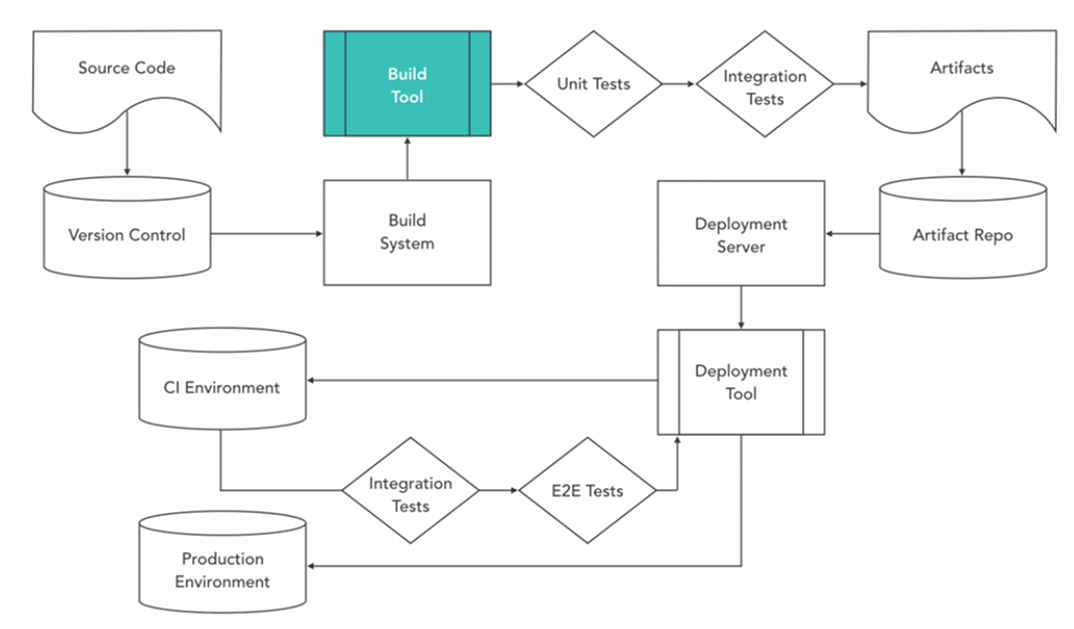 Source Code
Build
Tool
Unit Tests
Integration
Tests
Artifacts
Version Control
Build
System
Deployment
Server
Artifact Repo
CI Environment
Deployment
Tool
Integration
Tests
E2E Tests
Production
Environment